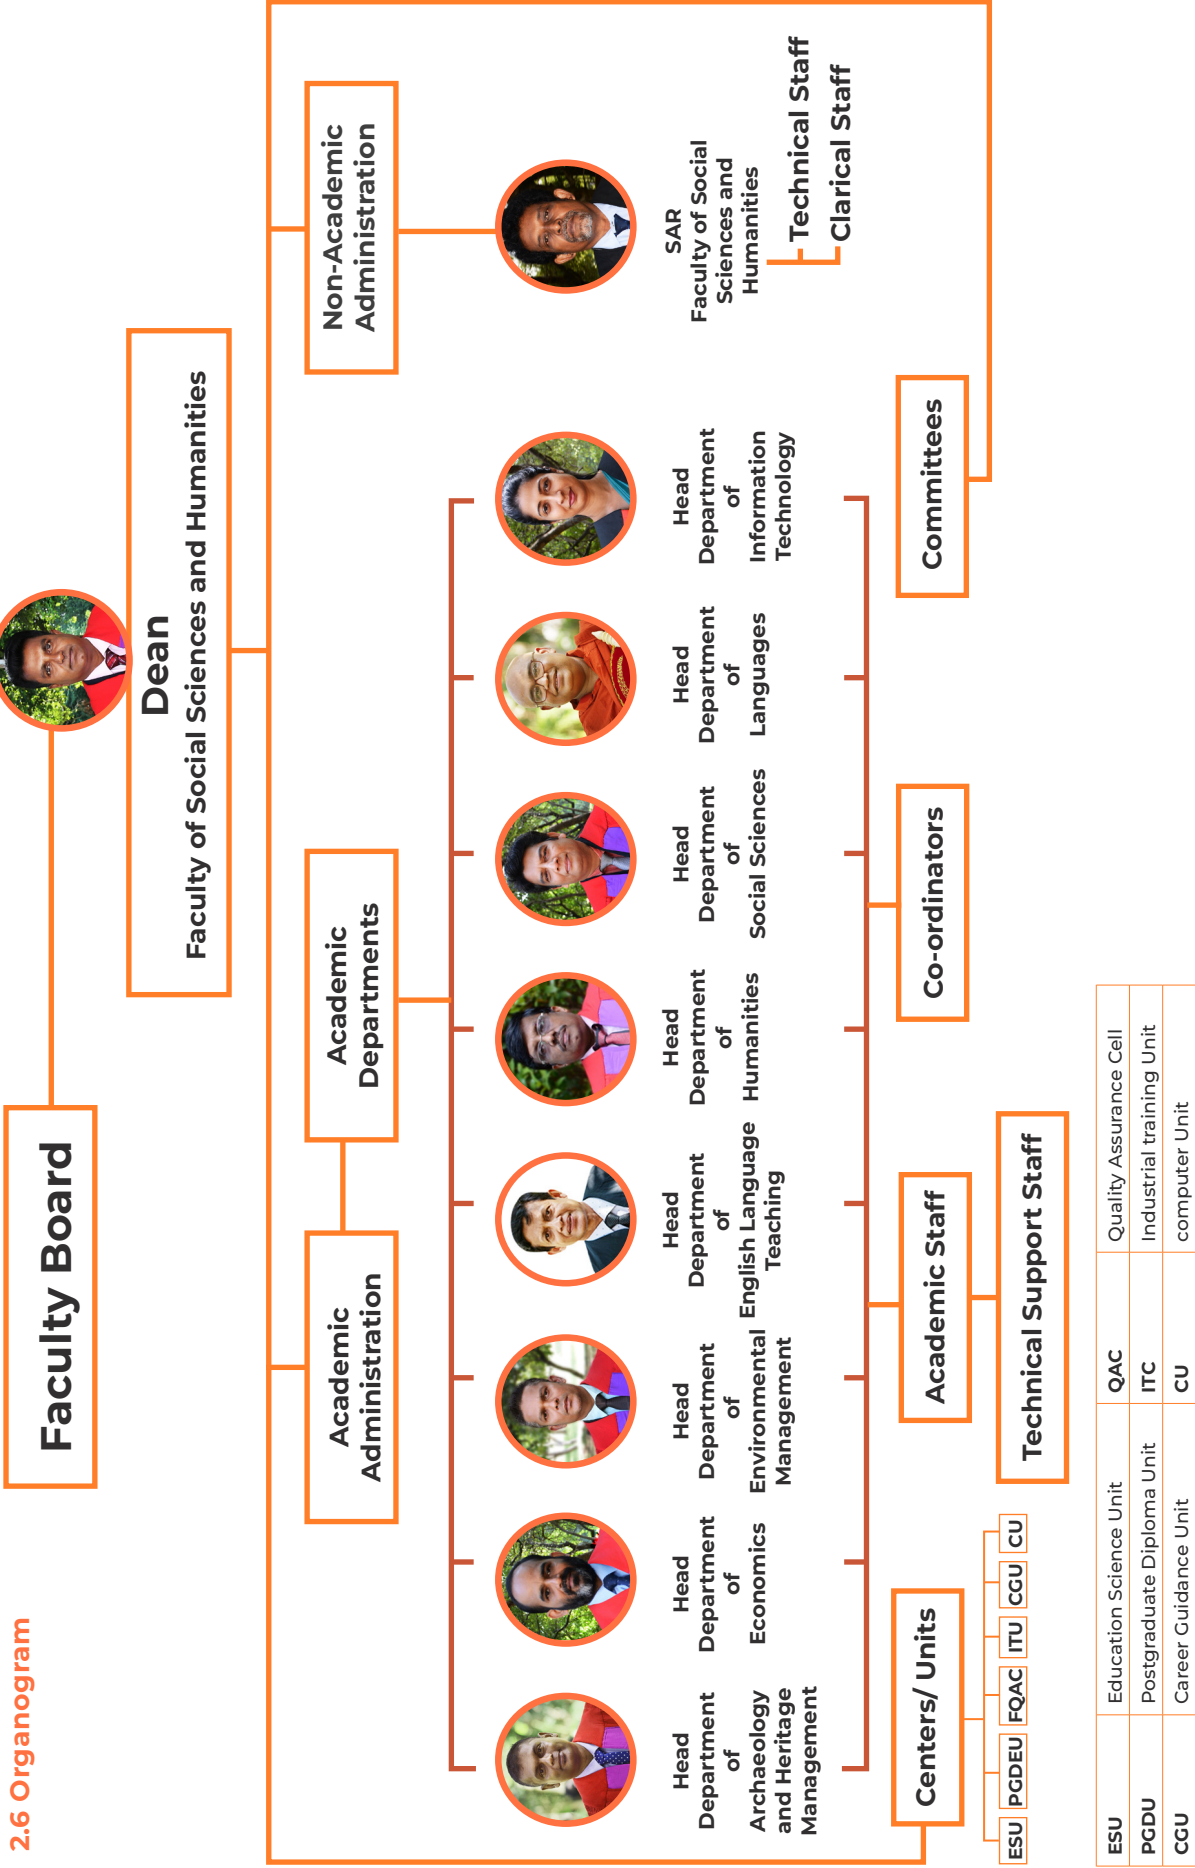 2.6 Organogram
Faculty Board
Dean
Faculty of Social Sciences and Humanities
Academic
Administration
Academic
Departments
Non-Academic
Administration
Head
Department
of
Archaeology
and Heritage
Management
Head
Department
of
Economics
Head
Department
of
Environmental
Management
Head
Department
of
English Language
Teaching
Head
Department
of
Humanities
Head
Department
of
Social Sciences
Head
Department
of
Languages
Head
Department
of
Information
Technology
SAR
Faculty of Social
Sciences and
Humanities
Technical Staff
Clarical Staff
Centers/ Units
Academic Staff
Co-ordinators
Committees
Technical Support Staff
ESU PGDEU FQAC ITU CGU CU
ESU Education Science Unit QAC Quality Assurance Cell
PGDU Postgraduate Diploma Unit ITC Industrial training Unit
CGU Career Guidance Unit CU computer Unit